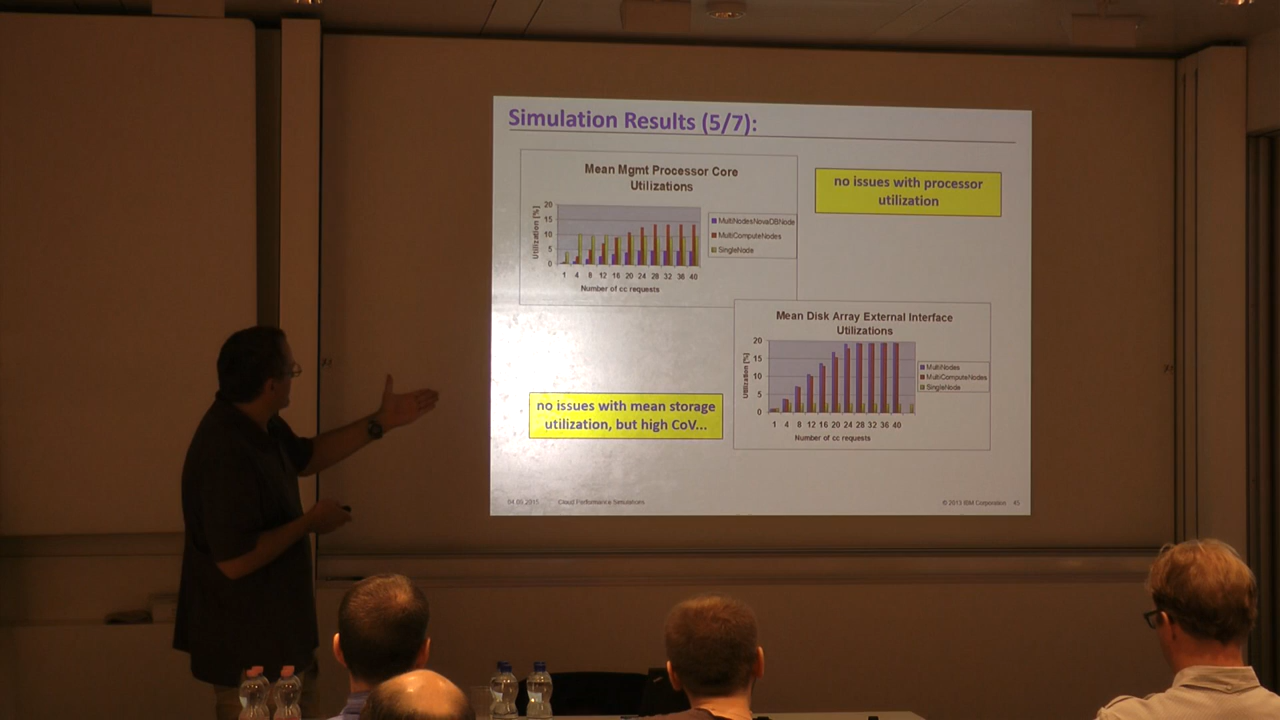 Simulation Results (5/7):
Mean Mgmt Processor Core
Utilizations
Utilization [%]
20
15
10
5
0
1 4 8 12 16 20 24 28 32 36 40
Number of cc requests
MultiNodesNovaDBNode
MultiComputeNodes
SingleNode
no issues with processor
utilization
Mean Disk Array External Interface
Utilizations
Utilization [%]
20
15
10
5
0
1 4 8 12 16 20 24 28 32 36 40
Number of cc requests
MultiNodes
MultiComputeNodes
SingleNode
no issues with mean storage
utilization, but high CoV...
04.09.2015 Cloud Performance Simulations © 2013 IBM Corporation 45